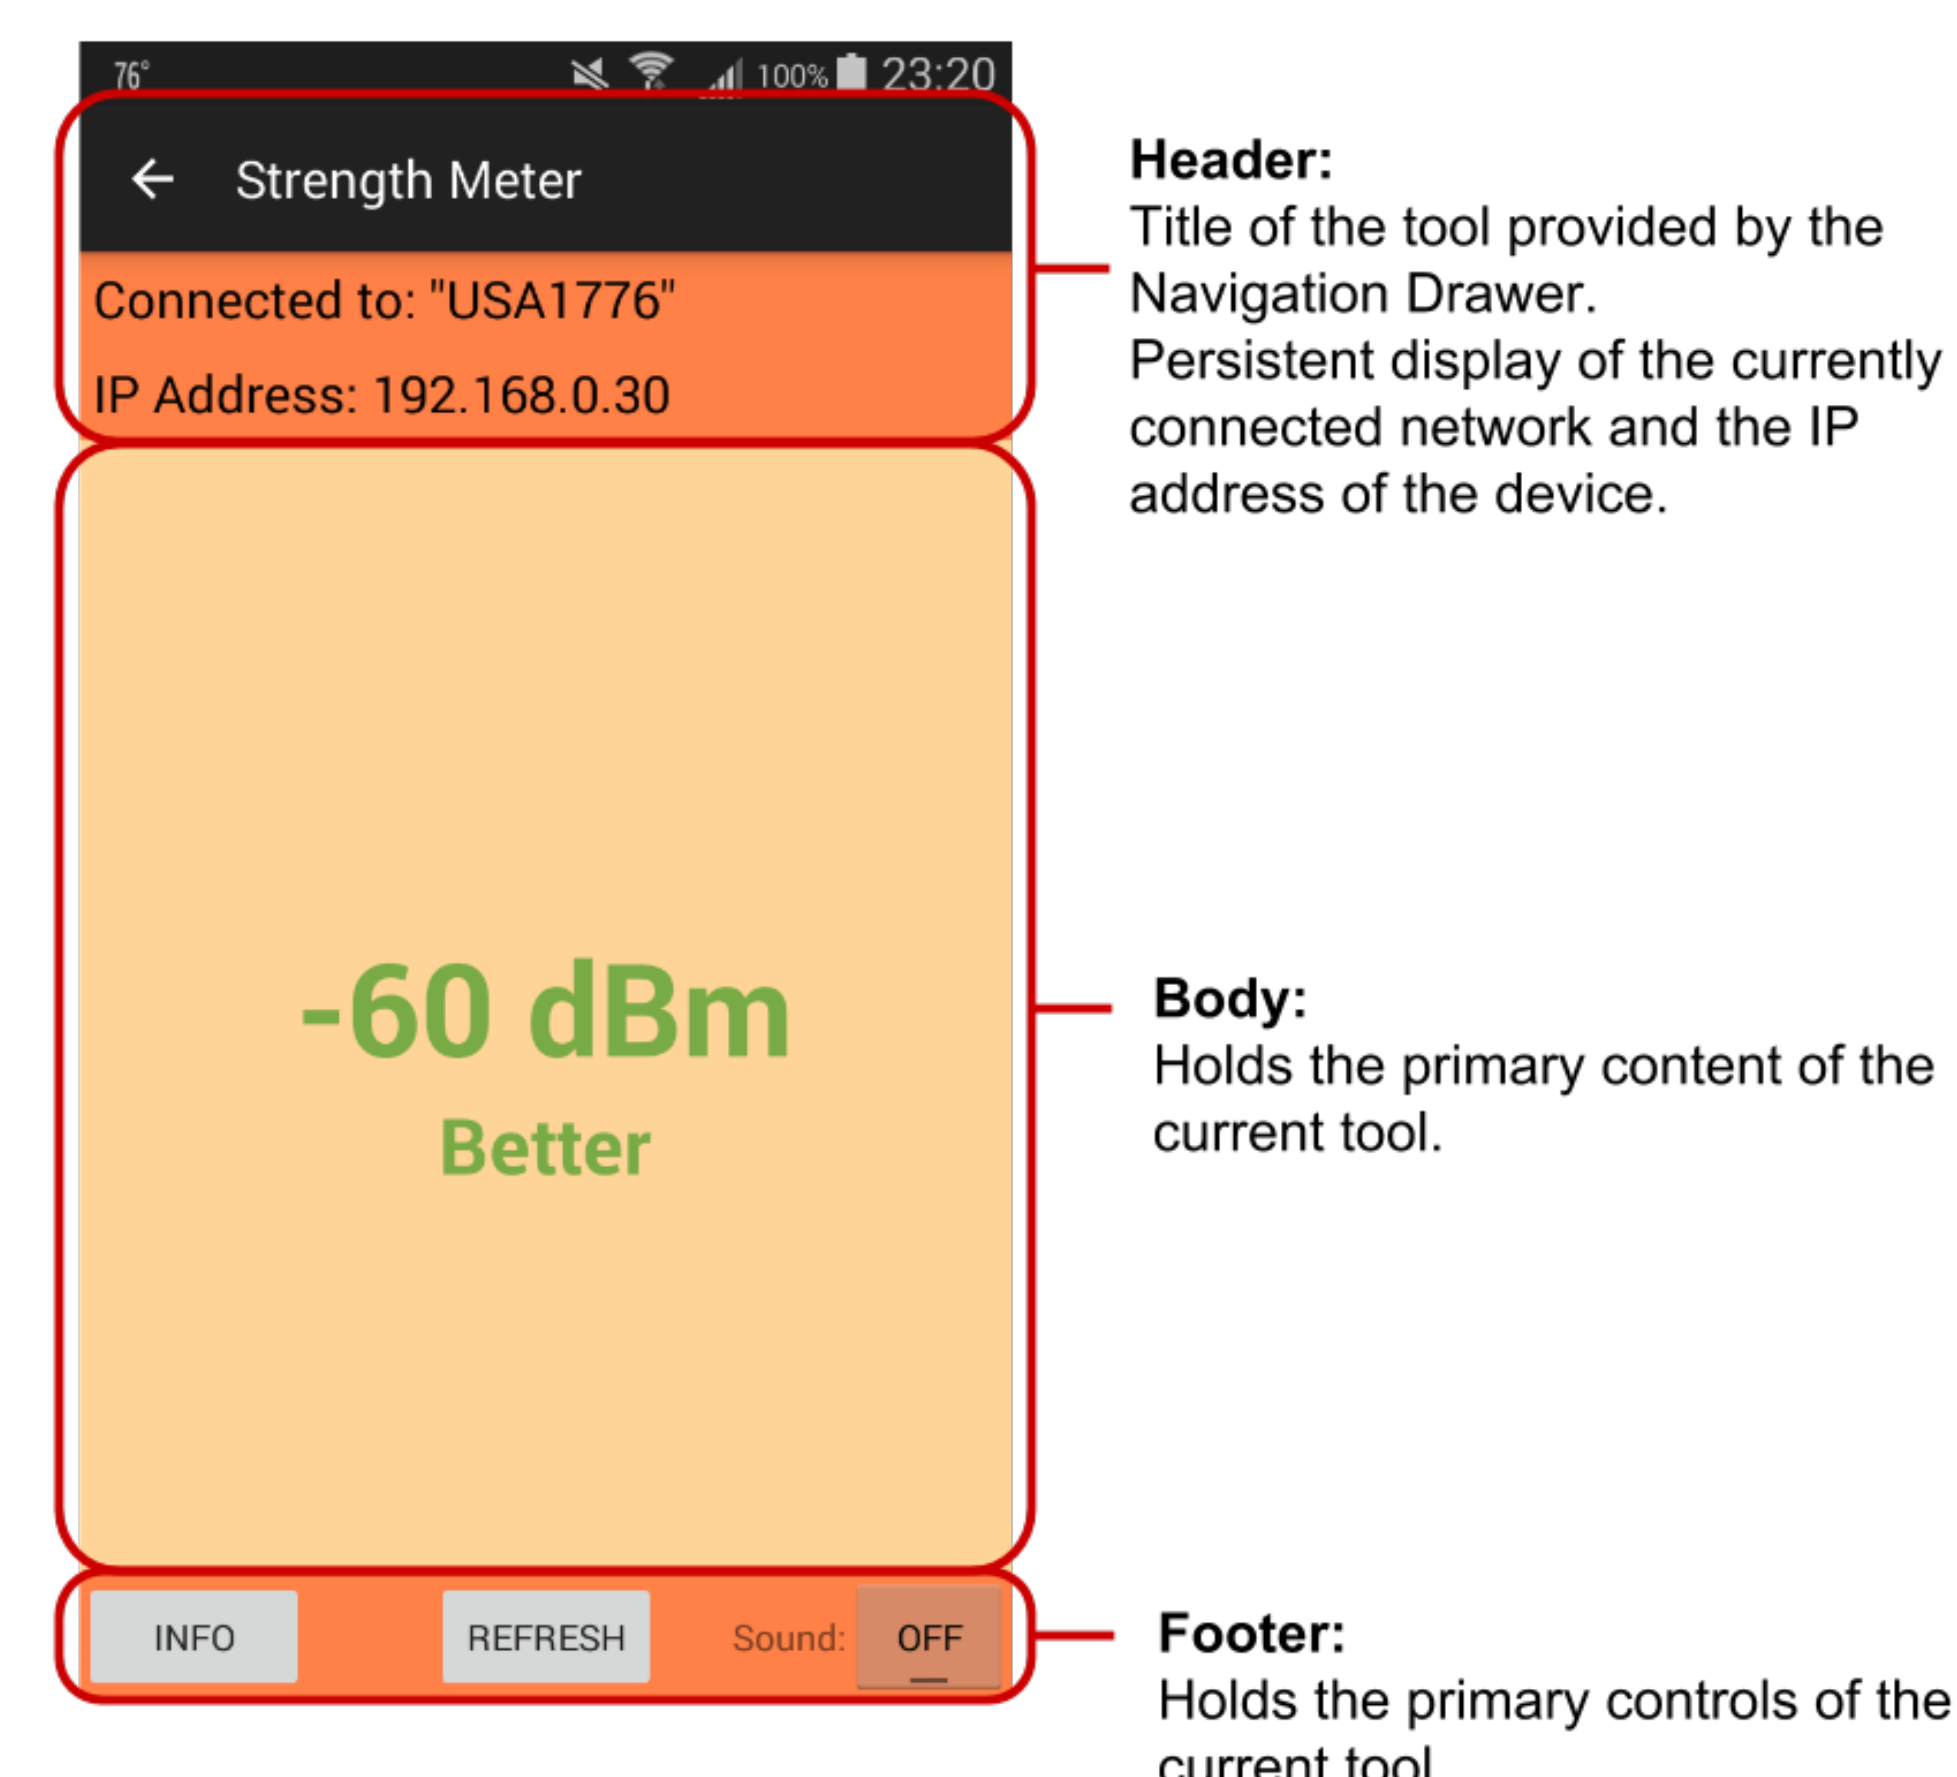 76° 100% 23:20
Strength Meter
Connected to: "USA1776"
IP Address: 192.168.0.30
Header:
Title of the tool provided by the
Navigation Drawer.
Persistent display of the currently
connected network and the IP
address of the device.
-60 dBm
Better
Body:
Holds the primary content of the
current tool.
INFO REFRESH Sound: OFF
Footer:
Holds the primary controls of the
current tool